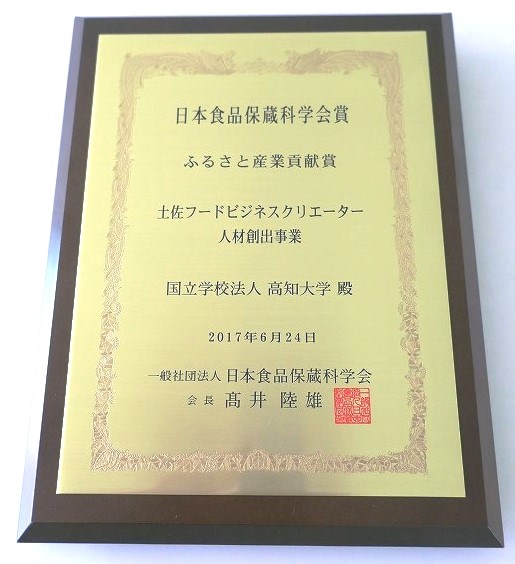 日本食品保蔵科学会賞
ふるさと産業貢献賞
土佐フードビジネスクリエーター
人材創出事業
国立学校法人 高知大学 殿
2017年6月24日
一般社団法人 日本食品保蔵科学会
会長 髙井 陸雄